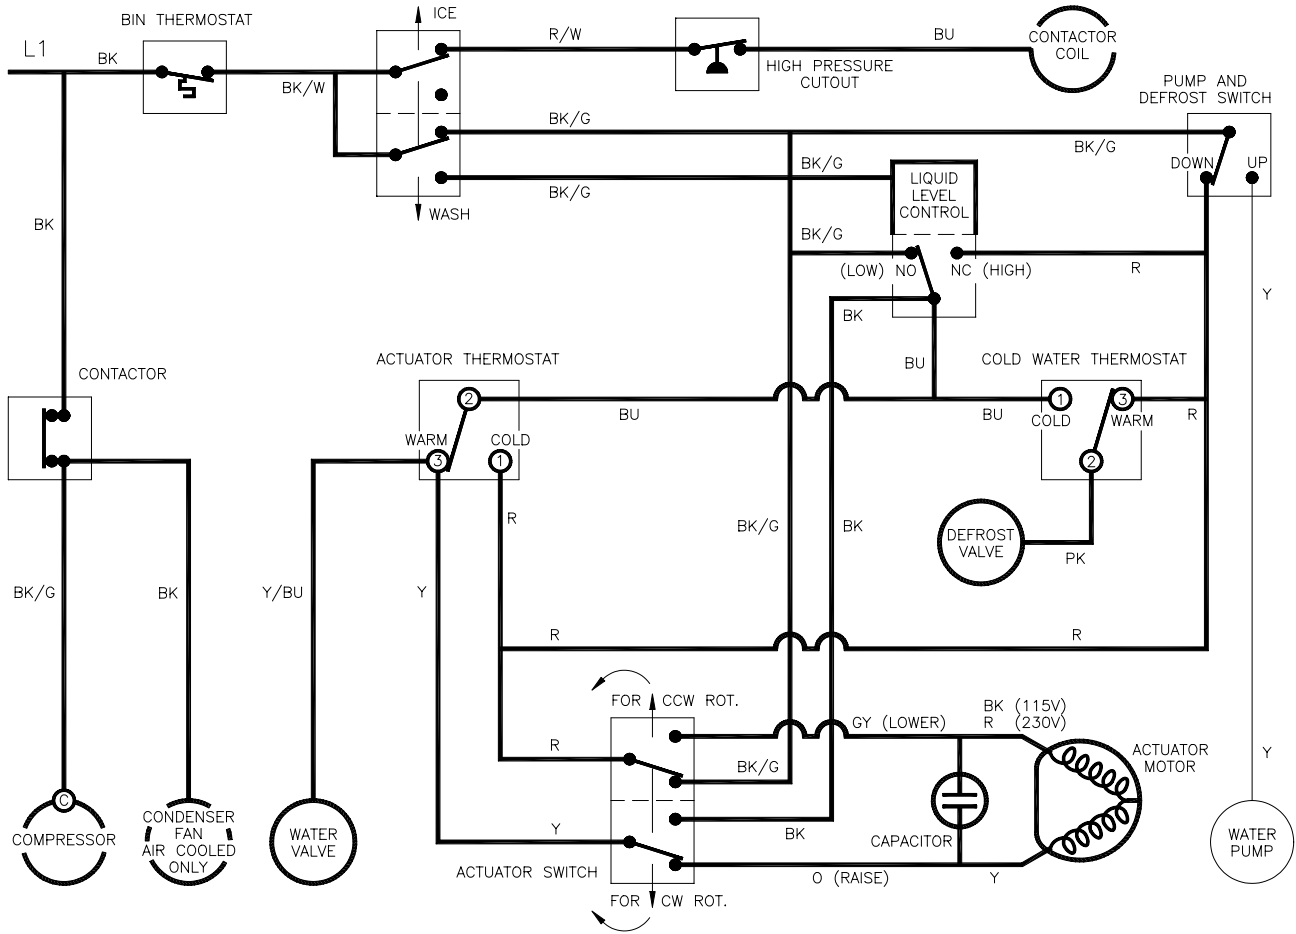 BIN THERMOSTAT
ICE
L1
BK
BK/W
R/W
BU
CONTACTOR
COIL
HIGH PRESSURE
CUTOUT
PUMP AND
DEFROST SWITCH
BK/G
BK/G
DOWN
UP
BK/G
BK/G
LIQUID
LEVEL
CONTROL
WASH
BK
BK/G
(LOW) NO
NC (HIGH)
R
Y
BK
BU
ACTUATOR THERMOSTAT
COLD WATER THERMOSTAT
CONTACTOR
2
BU
BU
1
3
COLD
WARM
R
WARM
COLD
3
1
2
R
BK/G
BK
DEFROST
VALVE
PK
BK/G
BK
Y/BU
Y
R
R
FOR CCW ROT.
GY (LOWER)
BK (115V)
R (230V)
ACTUATOR
MOTOR
R
BK/G
Y
C
COMPRESSOR
CONDENSER
FAN
AIR COOLED
ONLY
WATER
VALVE
Y
BK
CAPACITOR
WATER
PUMP
ACTUATOR SWITCH
O (RAISE)
Y
FOR CW ROT.